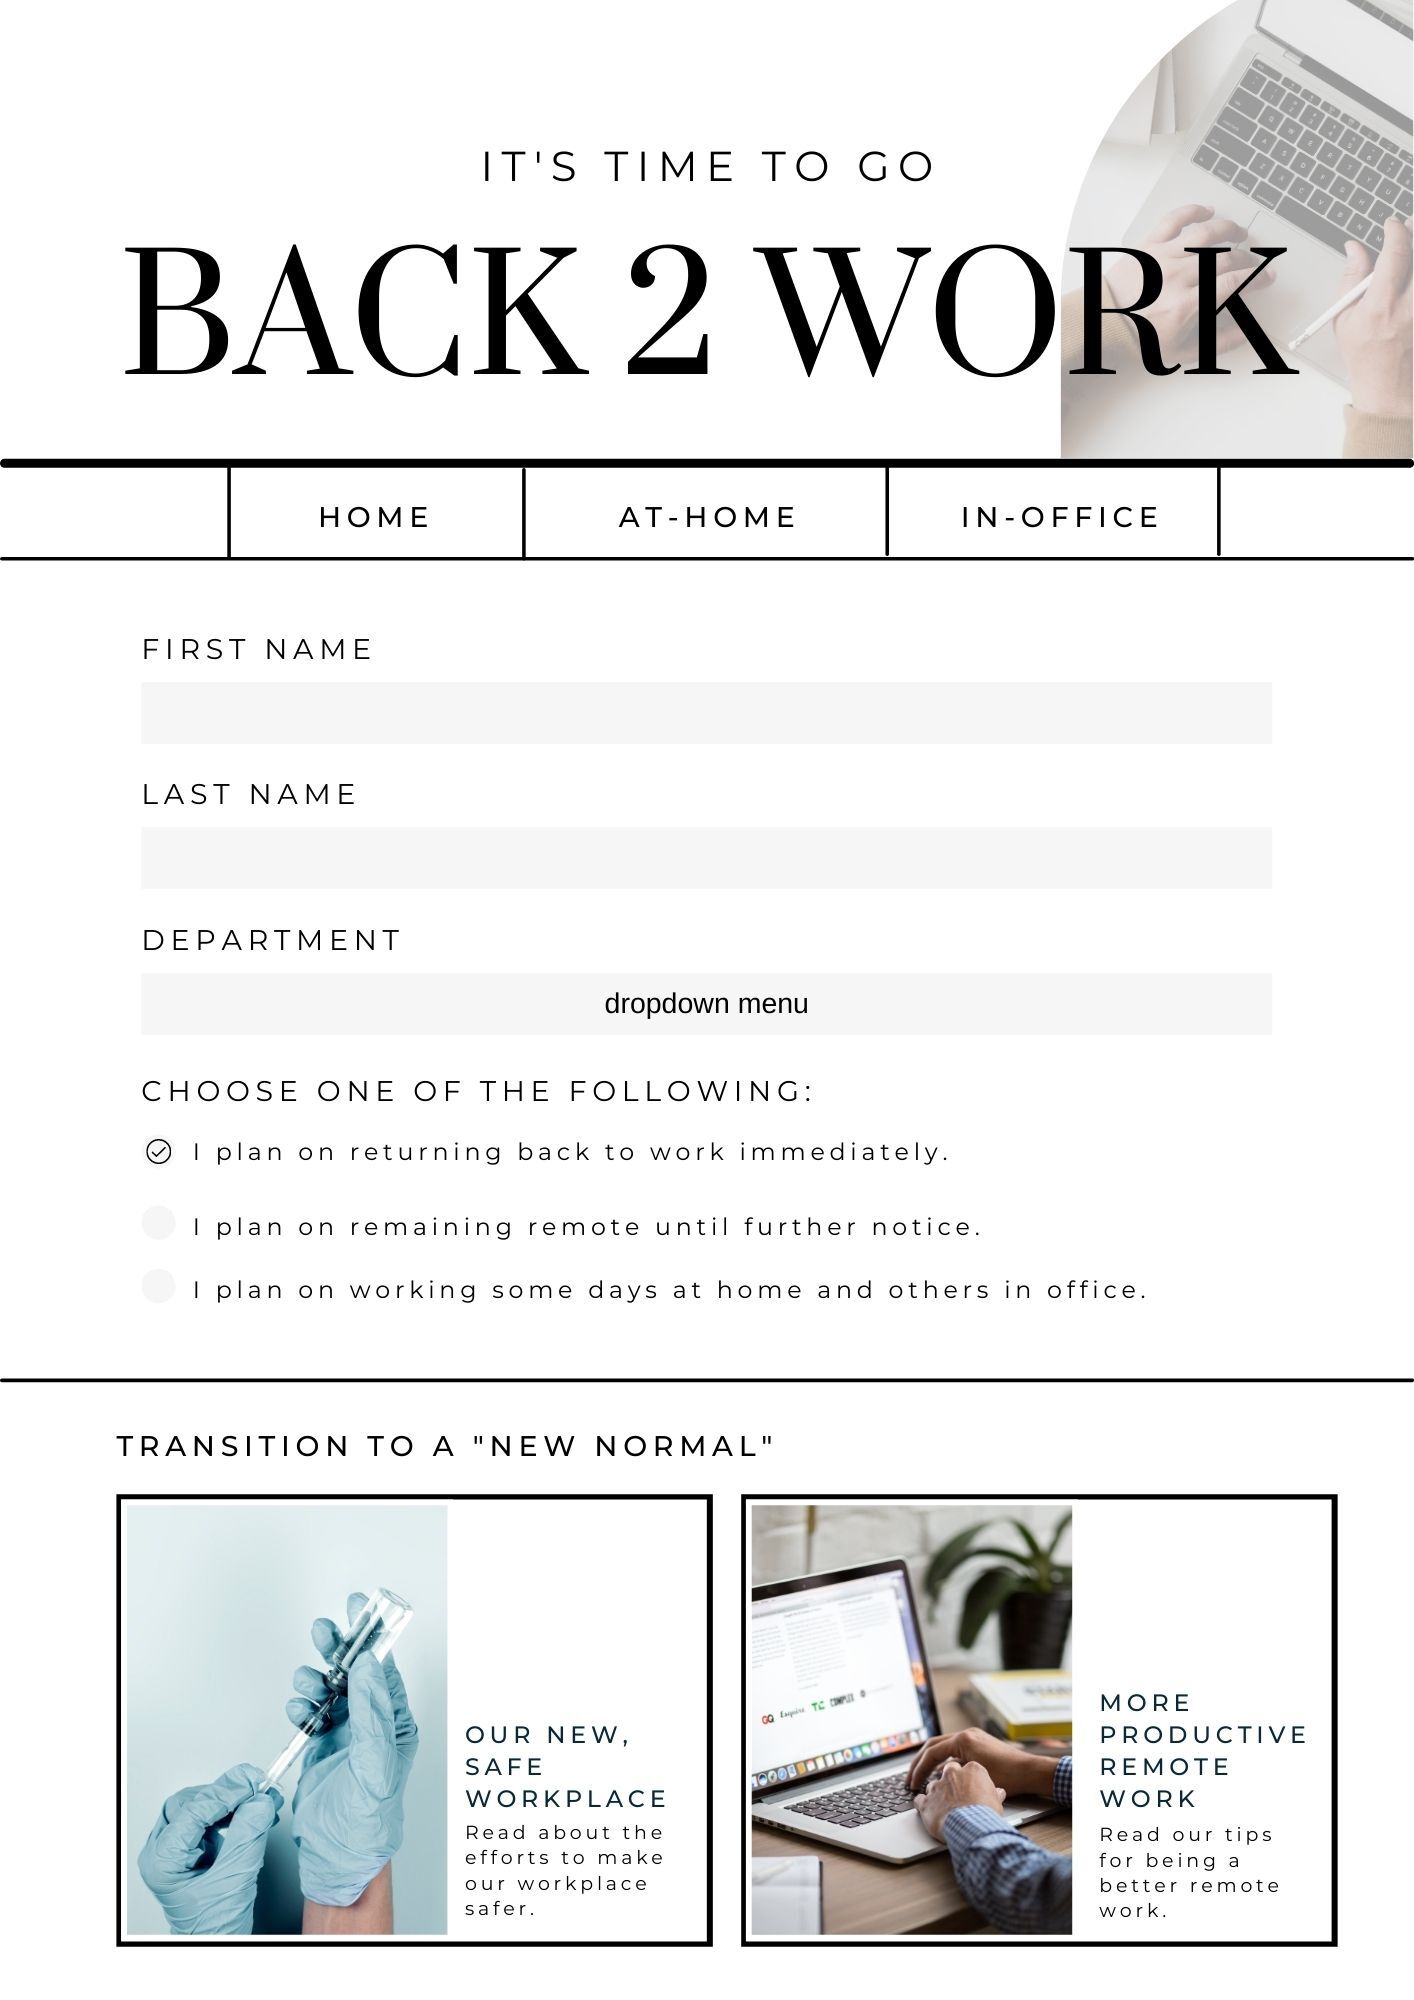 IT'S TIME TO GO
BACK 2 WORK
HOME
AT-HOME
IN-OFFICE
FIRST NAME
LAST NAME
DEPARTMENT
dropdown menu
CHOOSE ONE OF THE FOLLOWING:
I plan on returning back to work immediately.
I plan on remaining remote until further notice.
I plan on working some days at home and others in office.
TRANSITION TO A "NEW NORMAL"
OUR NEW,
SAFE
WORKPLACE
Read about the
efforts to make
our workplace
safer.
GQ Esquire TC COMPLEX
MORE
PRODUCTIVE
REMOTE
WORK
Read our tips
for being a
better remote
work.